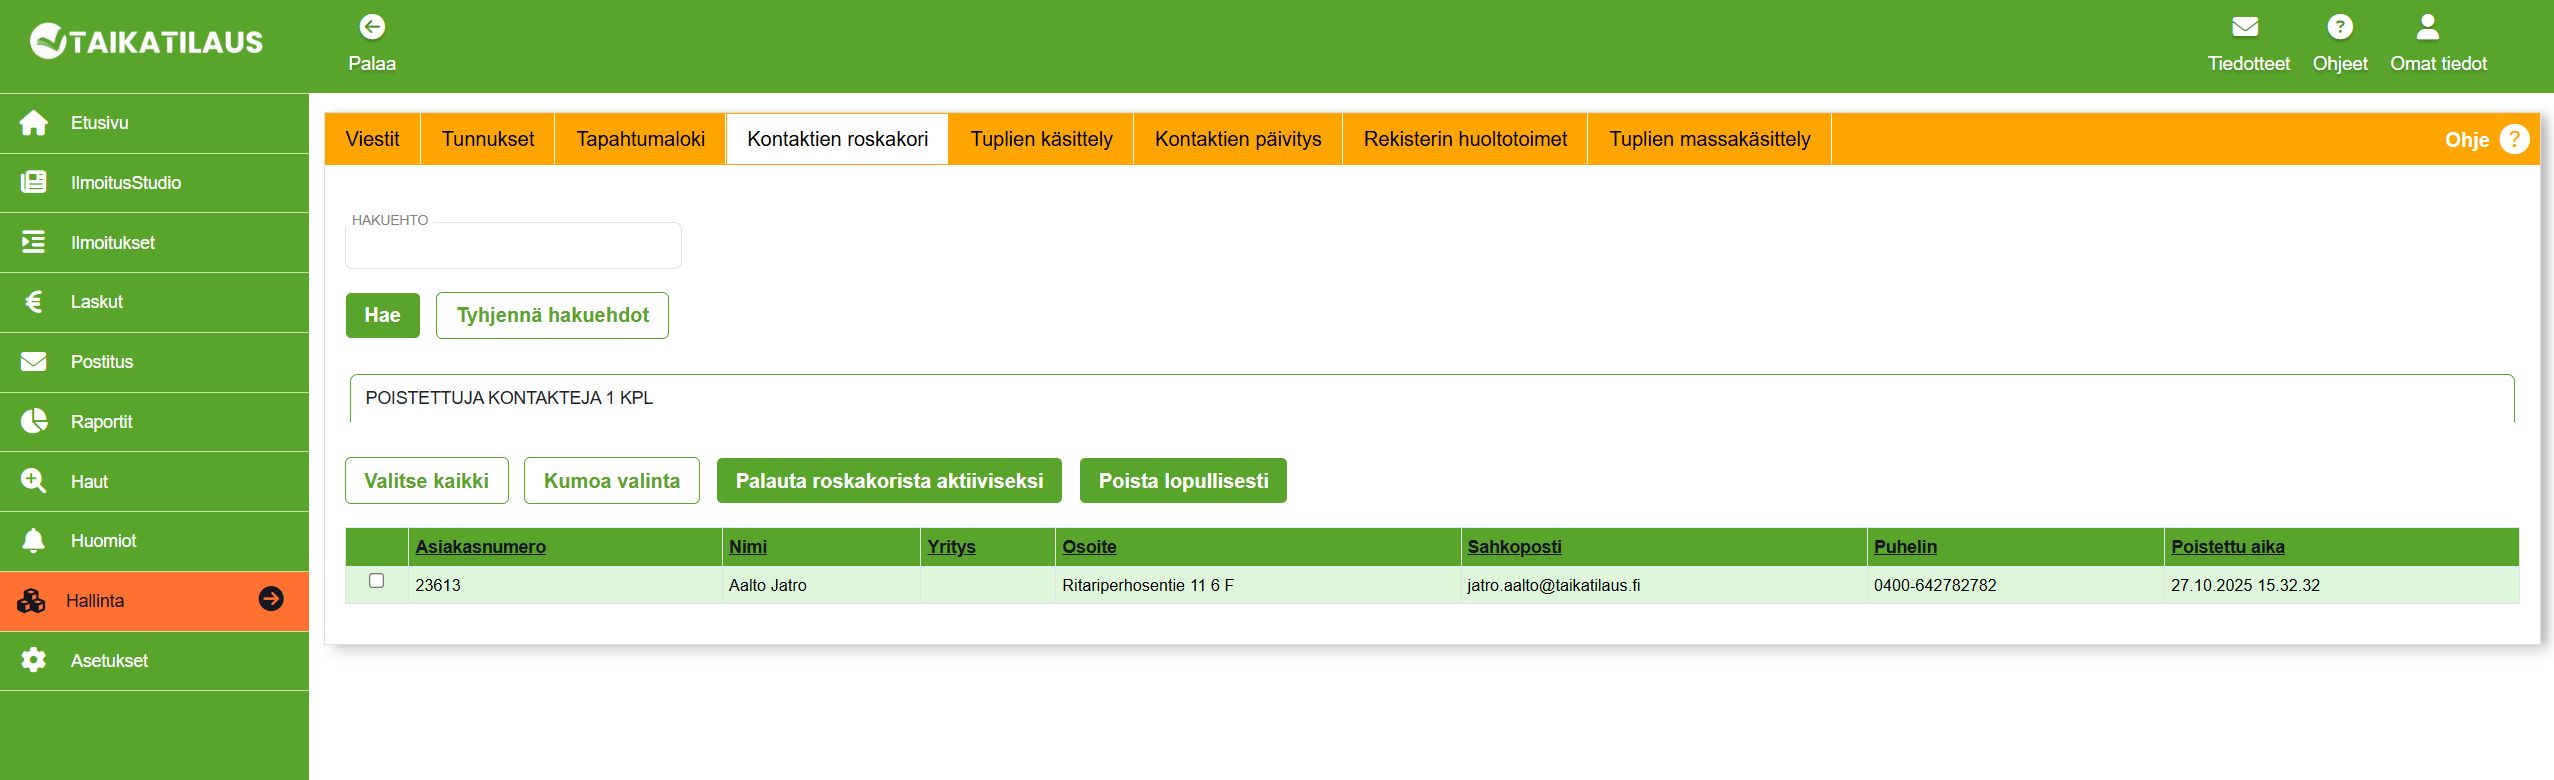 TAIKATILAUS
Palaa
Tiedotteet
Ohjeet
Omat tiedot
Etusivu
IlmoitusStudio
Ilmoitukset
Laskut
Postitus
Raportit
Haut
Huomiot
Hallinta
Asetukset
Viestit
Tunnukset
Tapahtumaloki
Kontaktien roskakori
Tuplien käsittely
Kontaktien päivitys
Rekisterin huoltotoimet
Tuplien massakäsittely
Ohje ?
HAKUEHTO
Hae
Tyhjennä hakuehdot
POISTETTUJA KONTAKTEJA 1 KPL
Valitse kaikki
Kumoa valinta
Palauta roskakorista aktiiviseksi
Poista lopullisesti
Asiakasnumero Nimi Yritys Osoite Sahkoposti Puhelin Poistettu aika
23613 Aalto Jatro Ritariperhosentie 11 6 F jatro.aalto@taikatilaus.fi 0400-642782782 27.10.2025 15.32.32